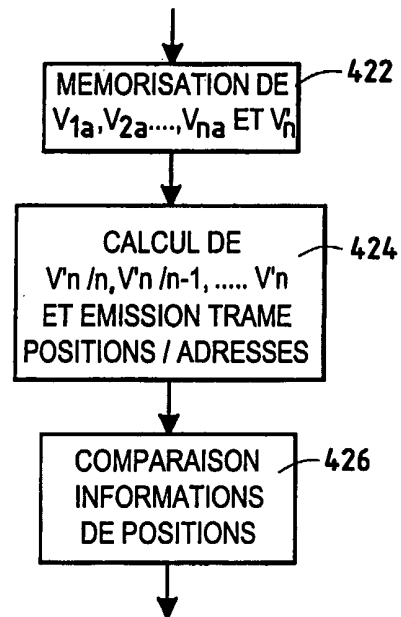 MEMORISATION DE
V1a,V2a....,Vna ET V'n
422
CALCUL DE
V'n /n,V'n /n-1, ..... V'n
ET EMISSION TRAME
POSITIONS / ADRESSES
424
COMPARAISON
INFORMATIONS
DE POSITIONS
426